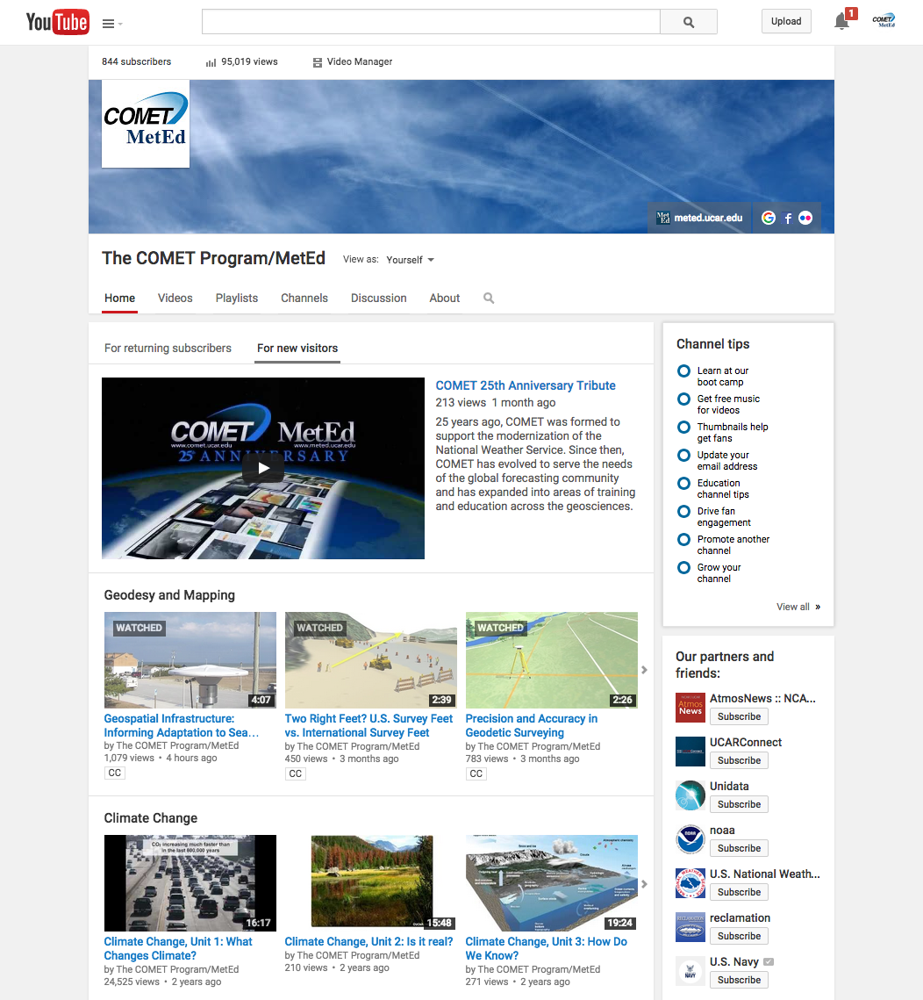 YouTube
Upload
1
COMET
MetEd
844 subscribers
95,019 views
Video Manager
COMET
MetEd
Met
Ed
meted.ucar.edu
The COMET Program/MetEd
View as: Yourself
Home
Videos
Playlists
Channels
Discussion
About
For returning subscribers
For new visitors
COMET MetEd
www.comet.ucar.edu www.meted.ucar.edu
25th ANNIVERSARY
COMET 25th Anniversary Tribute
213 views 1 month ago
25 years ago, COMET was formed to
support the modernization of the
National Weather Service. Since then,
COMET has evolved to serve the needs
of the global forecasting community
and has expanded into areas of training
and education across the geosciences.
Geodesy and Mapping
WATCHED
4:07
Geospatial Infrastructure:
Informing Adaptation to Sea…
by The COMET Program/MetEd
1,079 views • 4 hours ago
CC
WATCHED
2:39
Two Right Feet? U.S. Survey Feet
vs. International Survey Feet
by The COMET Program/MetEd
450 views • 3 months ago
CC
WATCHED
2:26
Precision and Accuracy in
Geodetic Surveying
by The COMET Program/MetEd
783 views • 3 months ago
CC
Climate Change
CO₂ increasing much faster than
in the last 800,000 years
16:17
Climate Change, Unit 1: What
Changes Climate?
by The COMET Program/MetEd
24,525 views • 2 years ago
15:48
Climate Change, Unit 2: Is it real?
by The COMET Program/MetEd
210 views • 2 years ago
19:24
Climate Change, Unit 3: How Do
We Know?
by The COMET Program/MetEd
271 views • 2 years ago
Channel tips
Learn at our
boot camp
Get free music
for videos
Thumbnails help
get fans
Update your
email address
Education
channel tips
Drive fan
engagement
Promote another
channel
Grow your
channel
View all »
Our partners and
friends:
Atmos
News
AtmosNews :: NCA...
Subscribe
UCARConnect
Subscribe
Unidata
Subscribe
noaa
Subscribe
U.S. National Weath...
Subscribe
RECLAMATION
reclamation
Subscribe
NAVY
U.S. Navy
Subscribe